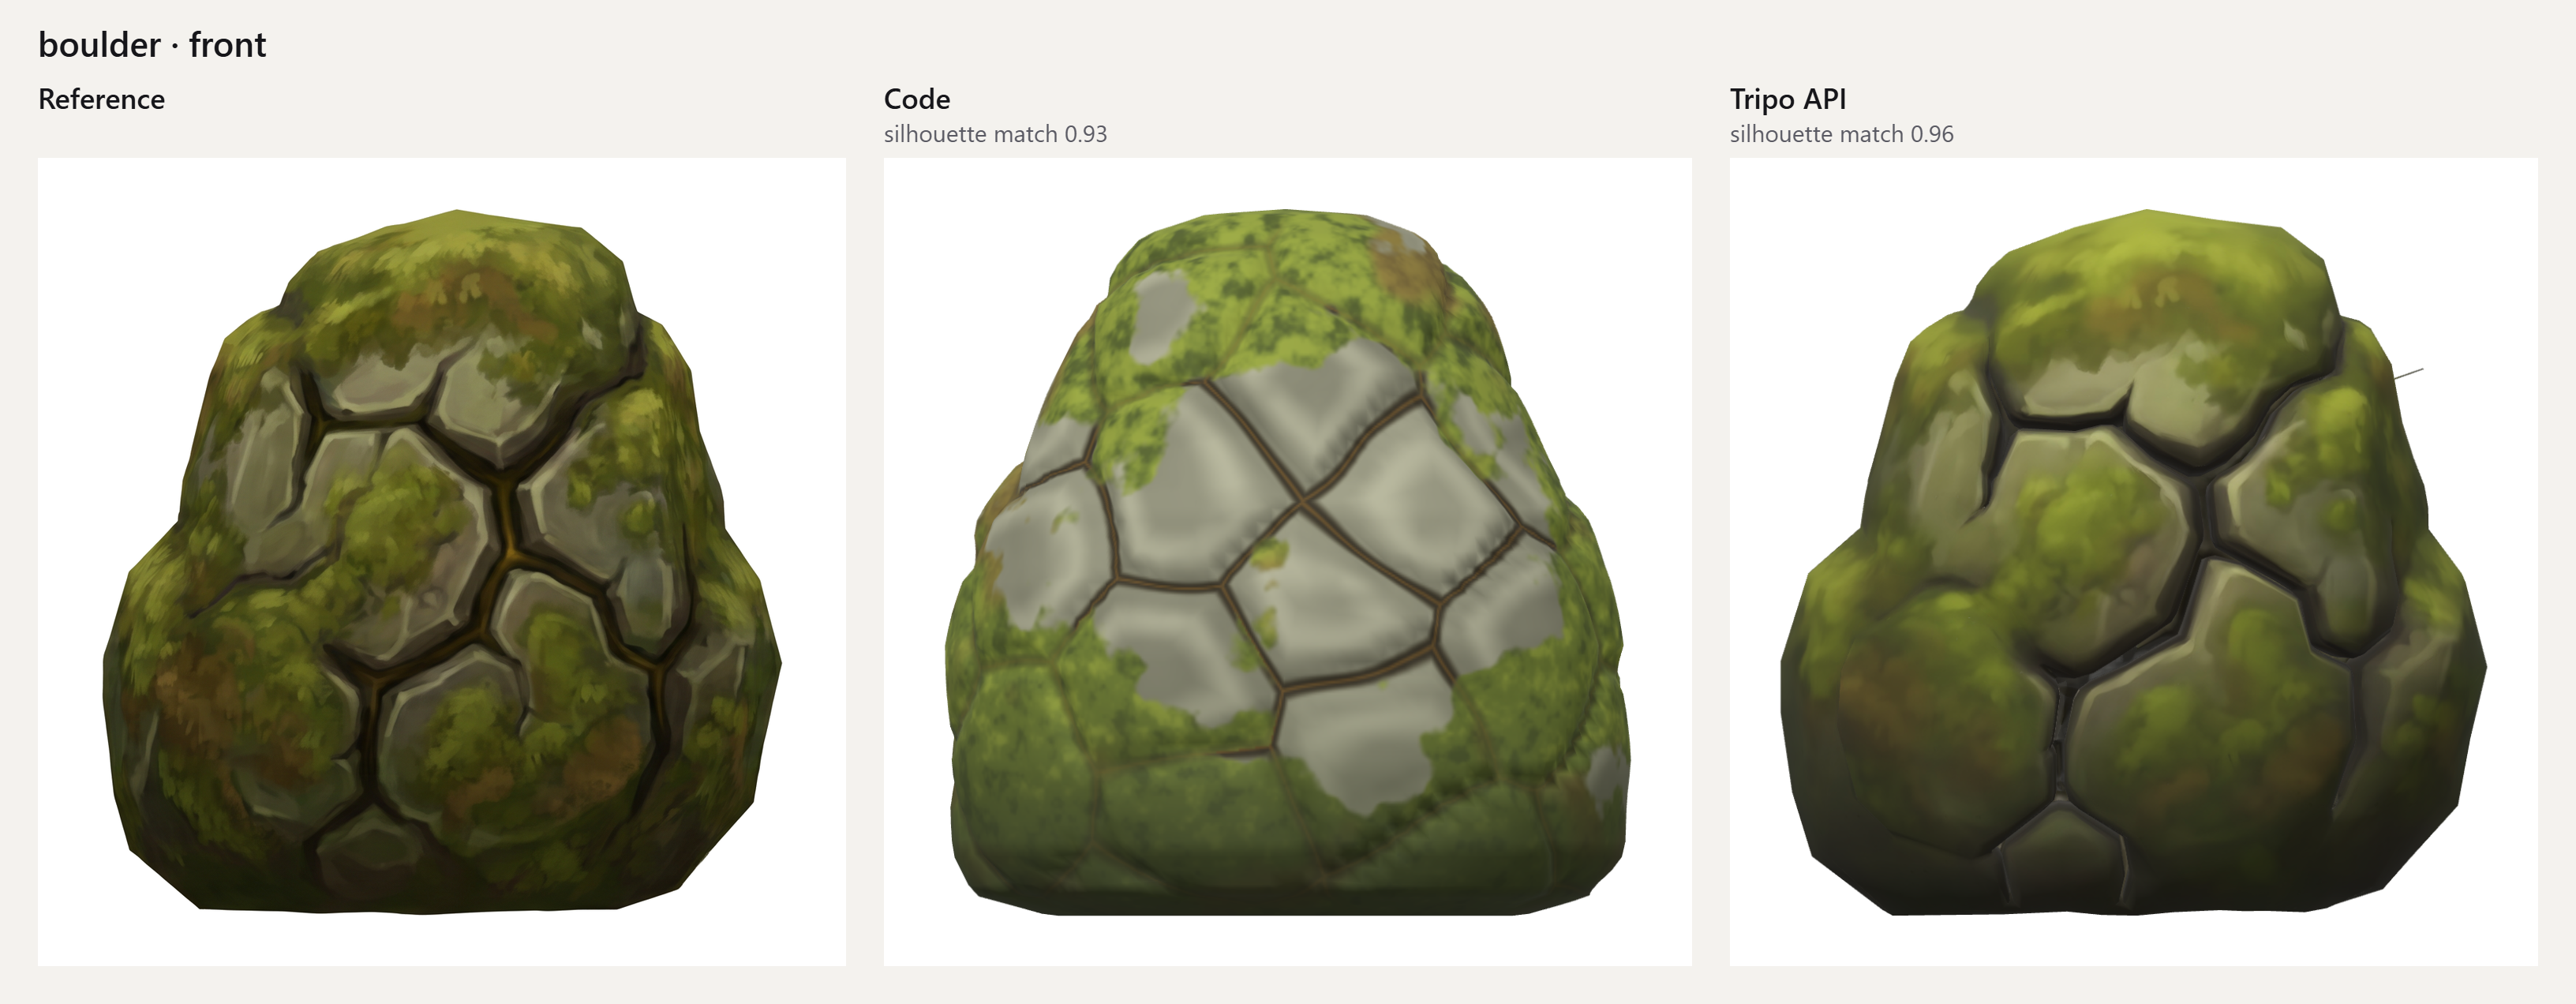 boulder · front
Reference
Code
silhouette match 0.93
Tripo API
silhouette match 0.96